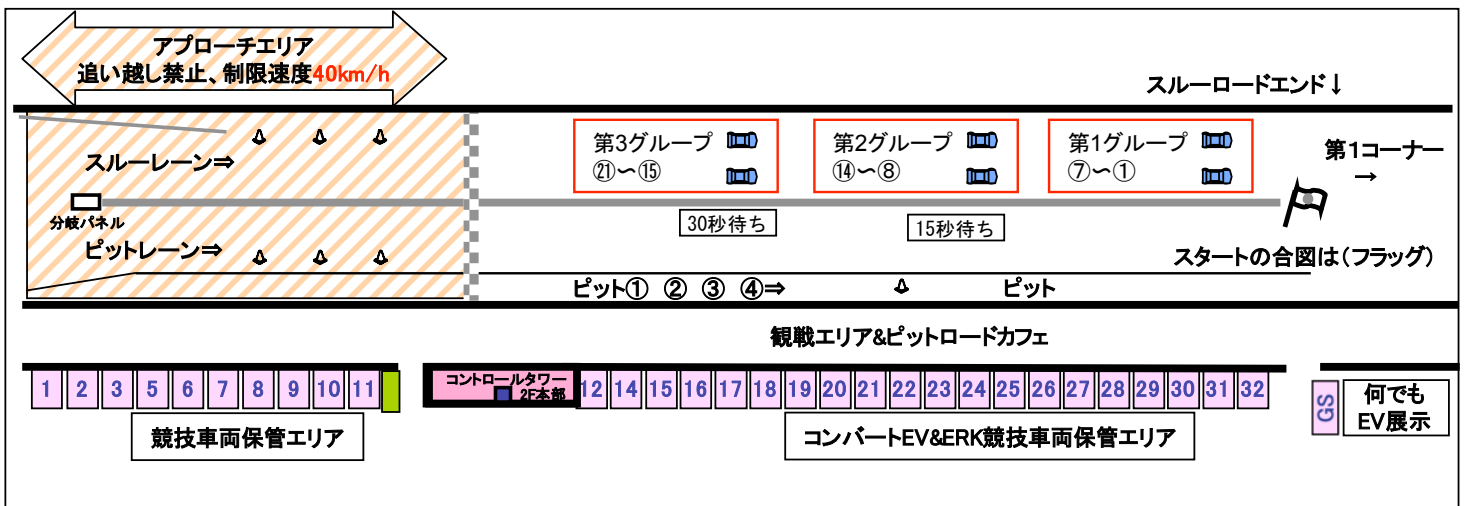 アプローチエリア
追い越し禁止、制限速度40km/h
スルーロードエンド↓
スルーレーン⇒
第3グループ
㉑～⑮
第2グループ
⑭～⑧
第1グループ
⑦～①
第1コーナー
→
分岐パネル
30秒待ち
15秒待ち
ピットレーン⇒
スタートの合図は(フラッグ)
ピット① ② ③ ④⇒
ピット
観戦エリア&ピットロードカフェ
1 2 3 5 6 7 8 9 10 11
コントロールタワー
2F本部
12 14 15 16 17 18 19 20 21 22 23 24 25 26 27 28 29 30 31 32
GS
何でも
EV展示
競技車両保管エリア
コンバートEV&ERK競技車両保管エリア